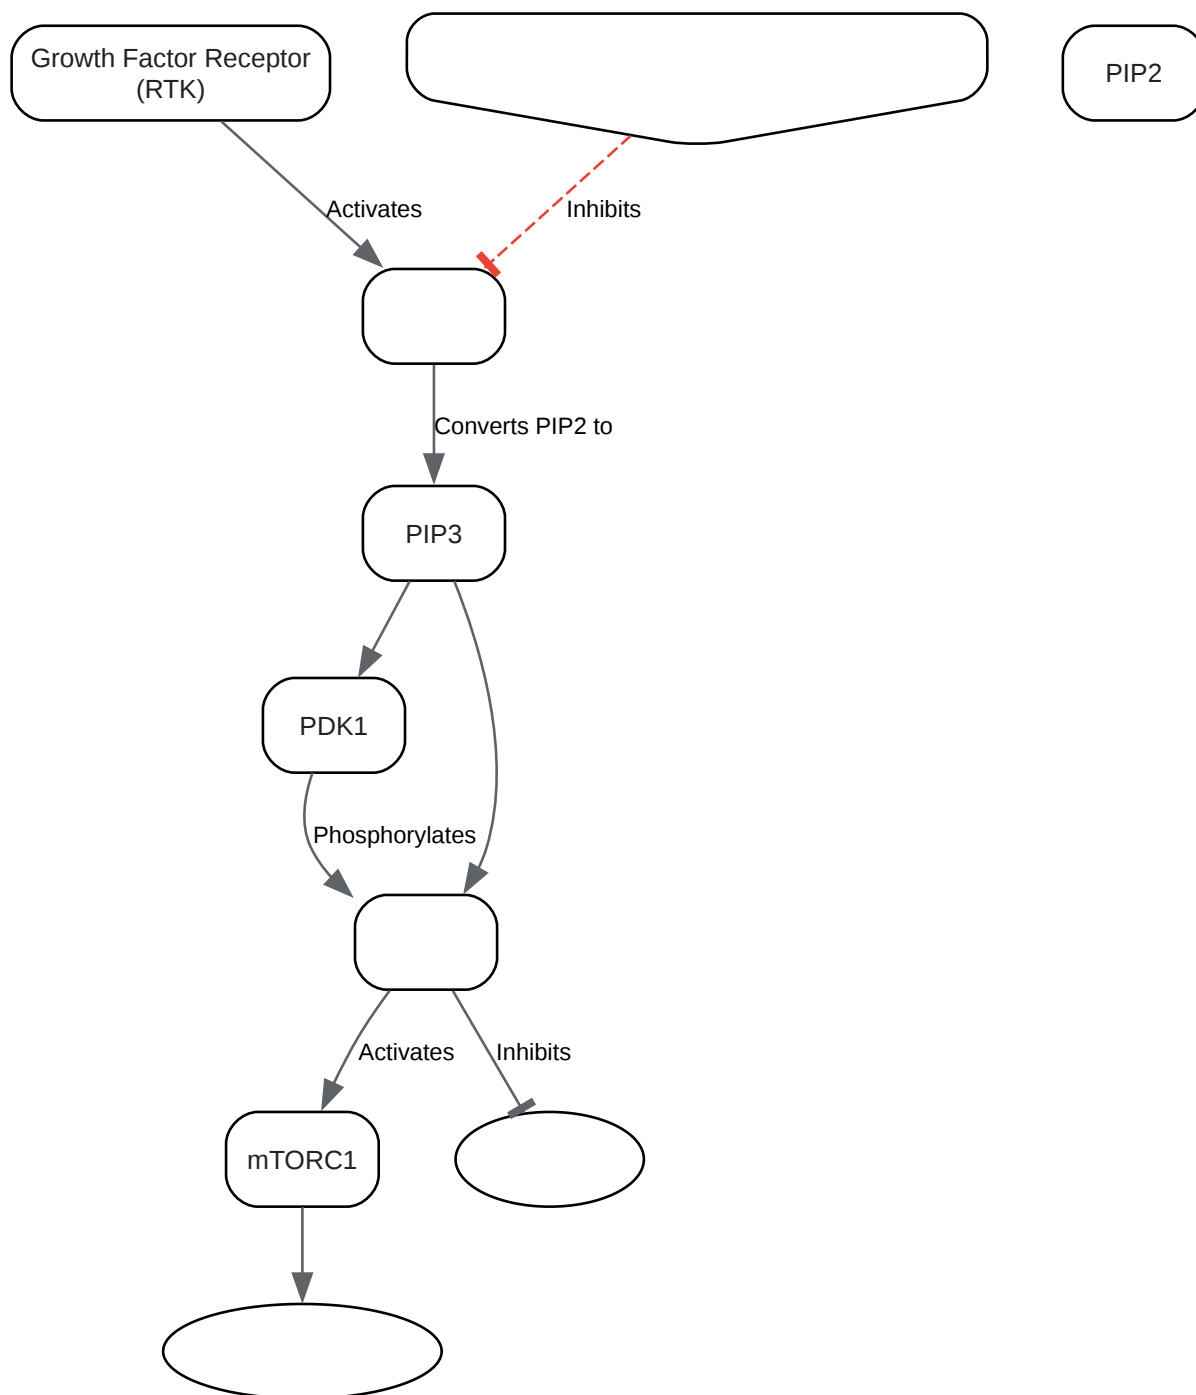 Growth Factor Receptor
(RTK)
PIP2
Activates
Inhibits
Converts PIP2 to
PIP3
PDK1
Phosphorylates
Activates
Inhibits
mTORC1